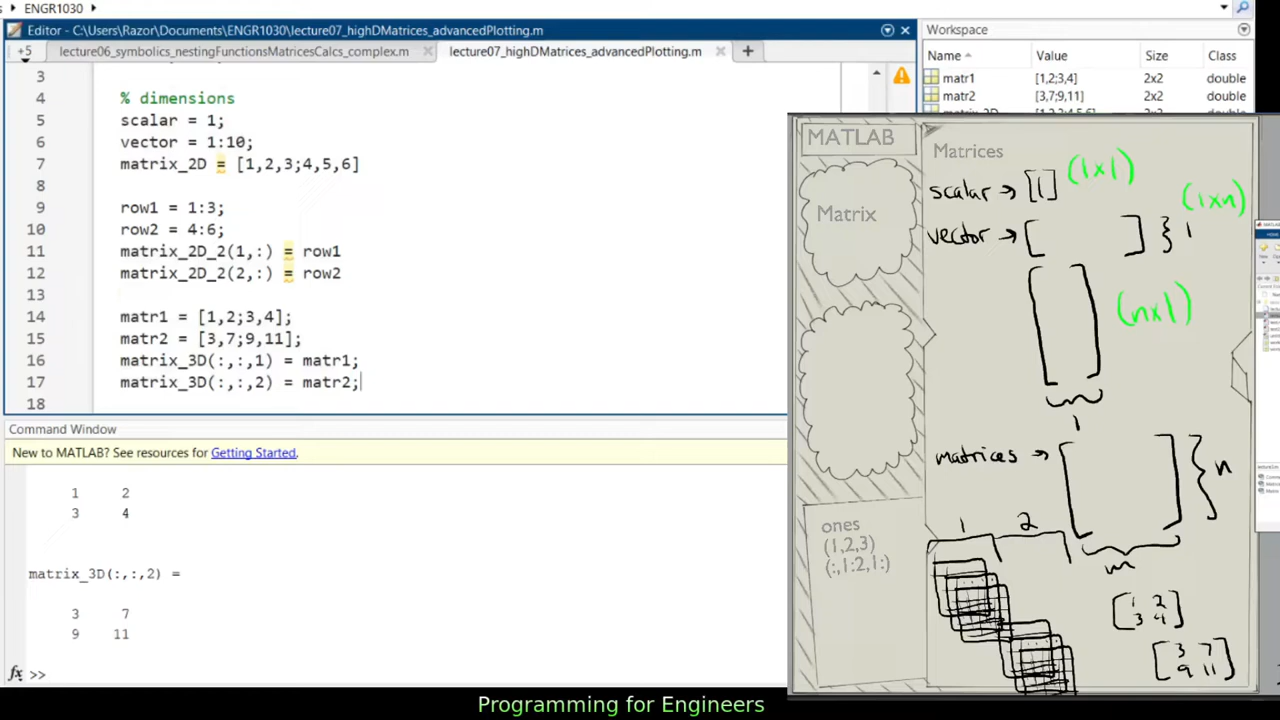 ENGR1030
Editor - C:\Users\Razor\Documents\ENGR1030\lecture07_highDMatrices_advancedPlotting.m
+5 lecture06_symbolics_nestingFunctionsMatricesCalcs_complex.m lecture07_highDMatrices_advancedPlotting.m
3
4 % dimensions
5 scalar = 1;
6 vector = 1:10;
7 matrix_2D = [1,2,3;4,5,6]
8
9 row1 = 1:3;
10 row2 = 4:6;
11 matrix_2D_2(1,:) = row1
12 matrix_2D_2(2,:) = row2
13
14 matr1 = [1,2;3,4];
15 matr2 = [3,7;9,11];
16 matrix_3D(:,:,1) = matr1;
17 matrix_3D(:,:,2) = matr2;
18
Command Window
New to MATLAB? See resources for Getting Started.
1 2
3 4
matrix_3D(:,:,2) =
3 7
9 11
fx >>
Workspace
Name Value Size Class
matr1 [1,2;3,4] 2x2 double
matr2 [3,7;9,11] 2x2 double
MATLAB
Matrix
ones
(1,2,3)
(:,1:2,1:)
Matrices
scalar → [1] (1x1)
vector → [ ] } 1 (1xn)
(nx1)
1
matrices → [ ] } n
m
1 2
1 2
3 4
3 7
9 11
Programming for Engineers